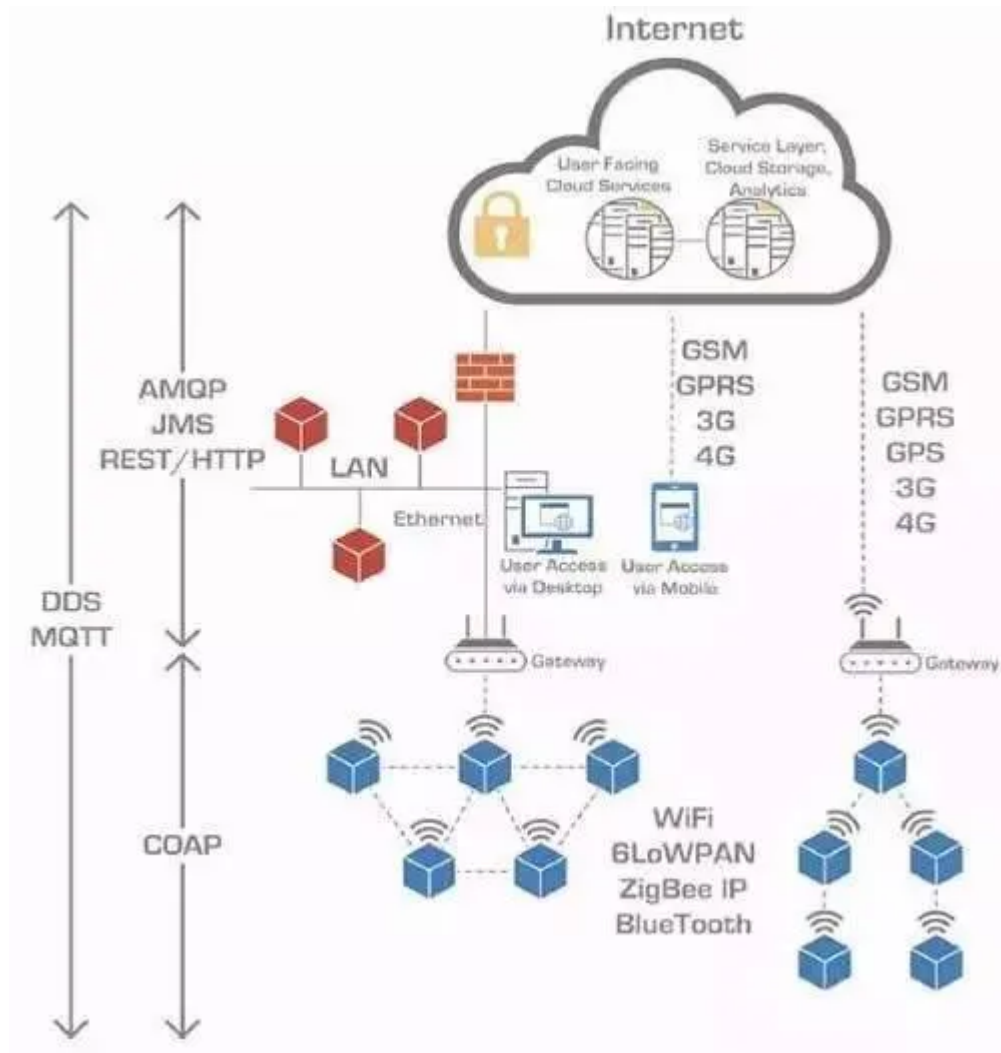 Internet
User Facing
Cloud Services
Service Layer,
Cloud Storage,
Analytics
AMQP
JMS
REST/HTTP
LAN
Ethernet
GSM
GPRS
3G
4G
GSM
GPRS
GPS
3G
4G
User Access
via Desktop
User Access
via Mobile
DDS
MQTT
Gateway
Gateway
COAP
WiFi
6LoWPAN
ZigBee IP
BlueTooth